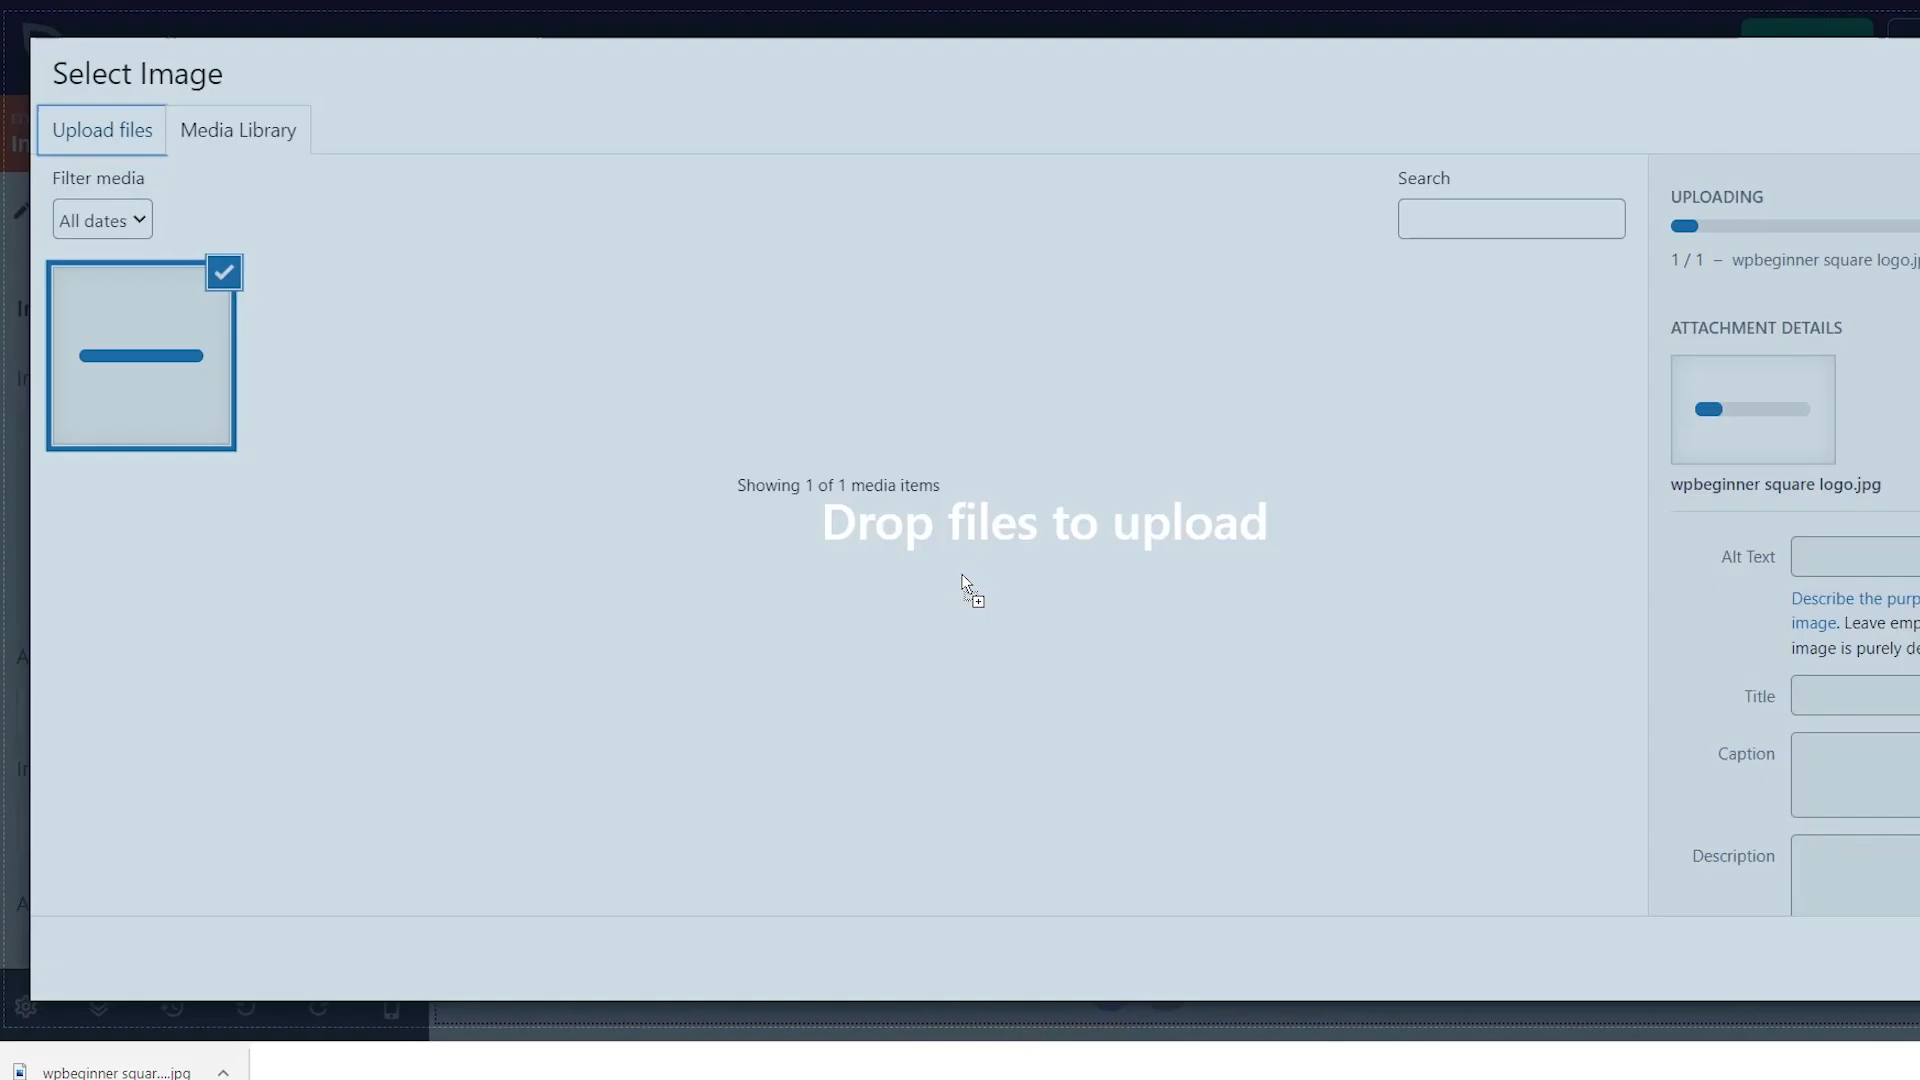 Select Image
Upload files
Media Library
Filter media
All dates
Search
Showing 1 of 1 media items
Drop files to upload
UPLOADING
1 / 1 – wpbeginner square logo.j
ATTACHMENT DETAILS
wpbeginner square logo.jpg
Alt Text
Describe the purp
image. Leave emp
image is purely de
Title
Caption
Description
wpbeginner squar....jpg